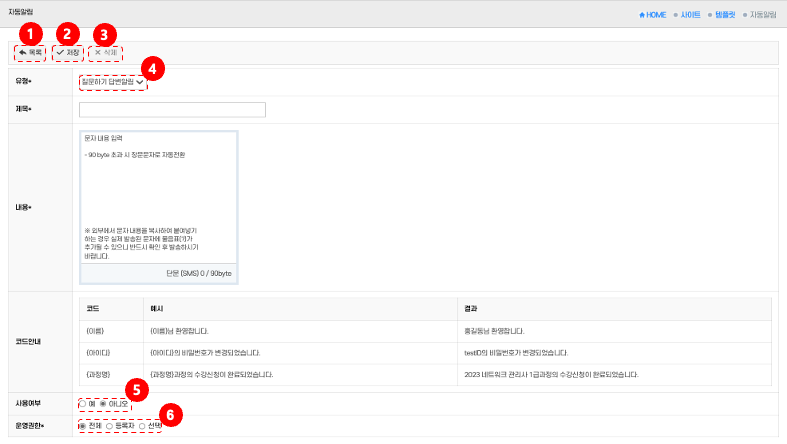 자동알림
HOME 사이트 템플릿 자동알림
1 2 3
목록 저장 삭제
4
유형* 질문하기 답변알림
제목*
내용*
문자 내용 입력
- 90 byte 초과 시 장문문자로 자동전환
※ 외부에서 문자 내용을 복사하여 붙여넣기
하는 경우 실제 발송된 문자에 물음표(?)가
추가될 수 있으니 반드시 확인 후 발송하시기
바랍니다.
단문 (SMS) 0 / 90byte
코드안내
코드 예시 결과
{이름} {이름}님 환영합니다. 홍길동님 환영합니다.
{아이디} {아이디}의 비밀번호가 변경되었습니다. testID의 비밀번호가 변경되었습니다.
{과정명} {과정명}과정의 수강신청이 완료되었습니다. 2023 네트워크 관리사 1급과정의 수강신청이 완료되었습니다.
5
사용여부 예 아니오
6
운영권한* 전체 등록자 선택